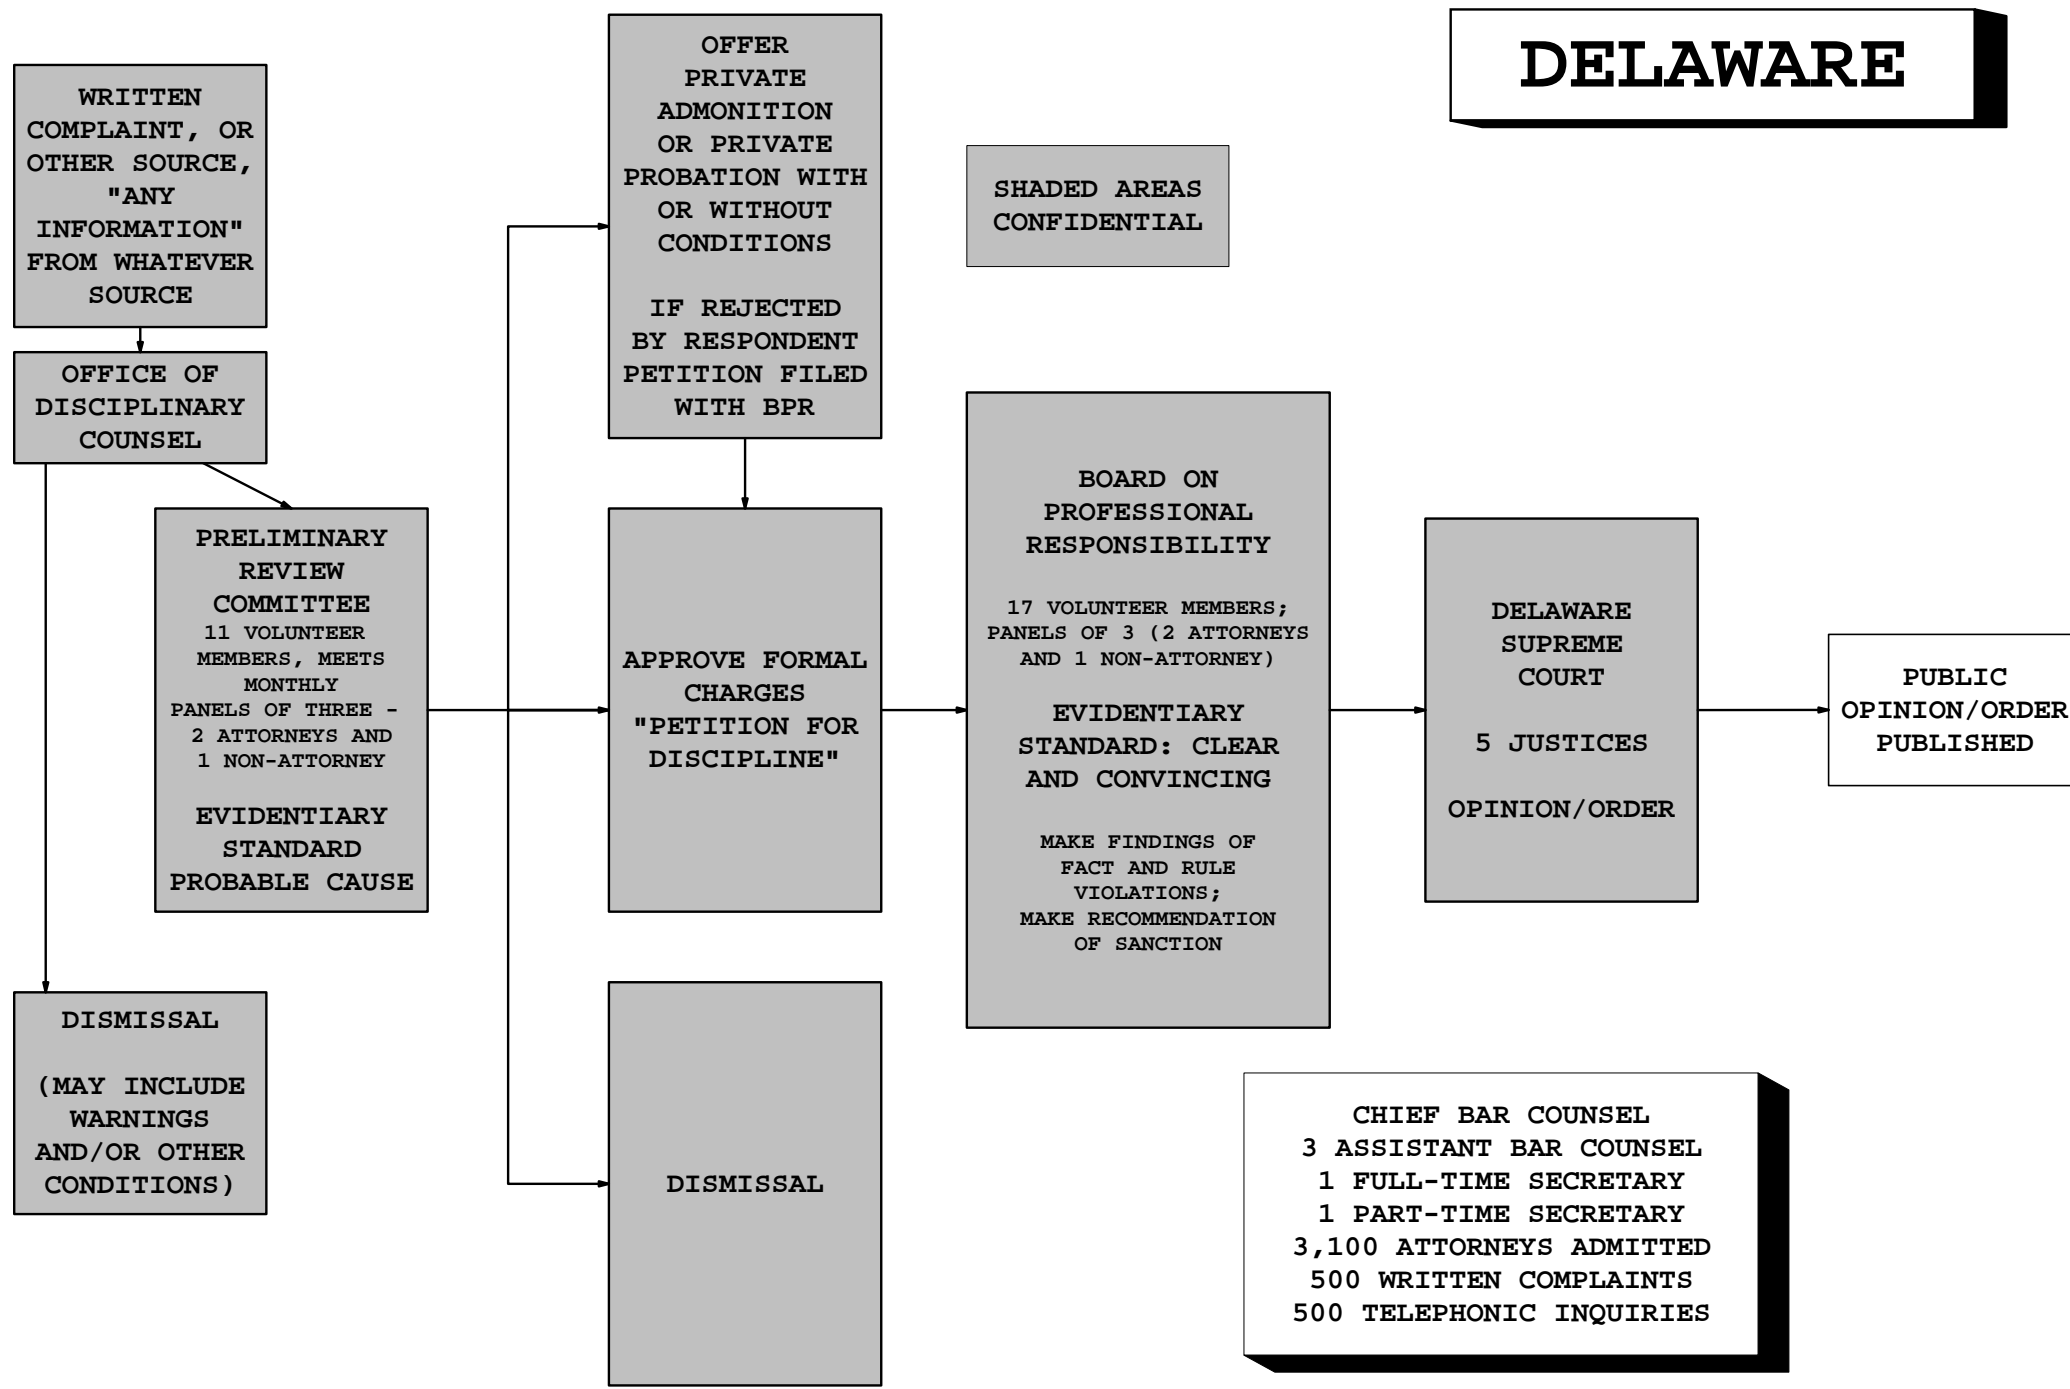 DELAWARE
WRITTEN
COMPLAINT, OR
OTHER SOURCE,
"ANY
INFORMATION"
FROM WHATEVER
SOURCE
OFFICE OF
DISCIPLINARY
COUNSEL
PRELIMINARY
REVIEW
COMMITTEE
11 VOLUNTEER
MEMBERS, MEETS
MONTHLY
PANELS OF THREE -
2 ATTORNEYS AND
1 NON-ATTORNEY
EVIDENTIARY
STANDARD
PROBABLE CAUSE
DISMISSAL
(MAY INCLUDE
WARNINGS
AND/OR OTHER
CONDITIONS)
OFFER
PRIVATE
ADMONITION
OR PRIVATE
PROBATION WITH
OR WITHOUT
CONDITIONS
IF REJECTED
BY RESPONDENT
PETITION FILED
WITH BPR
APPROVE FORMAL
CHARGES
"PETITION FOR
DISCIPLINE"
DISMISSAL
SHADED AREAS
CONFIDENTIAL
BOARD ON
PROFESSIONAL
RESPONSIBILITY
17 VOLUNTEER MEMBERS;
PANELS OF 3 (2 ATTORNEYS
AND 1 NON-ATTORNEY)
EVIDENTIARY
STANDARD: CLEAR
AND CONVINCING
MAKE FINDINGS OF
FACT AND RULE
VIOLATIONS;
MAKE RECOMMENDATION
OF SANCTION
DELAWARE
SUPREME
COURT
5 JUSTICES
OPINION/ORDER
PUBLIC
OPINION/ORDER
PUBLISHED
CHIEF BAR COUNSEL
3 ASSISTANT BAR COUNSEL
1 FULL-TIME SECRETARY
1 PART-TIME SECRETARY
3,100 ATTORNEYS ADMITTED
500 WRITTEN COMPLAINTS
500 TELEPHONIC INQUIRIES